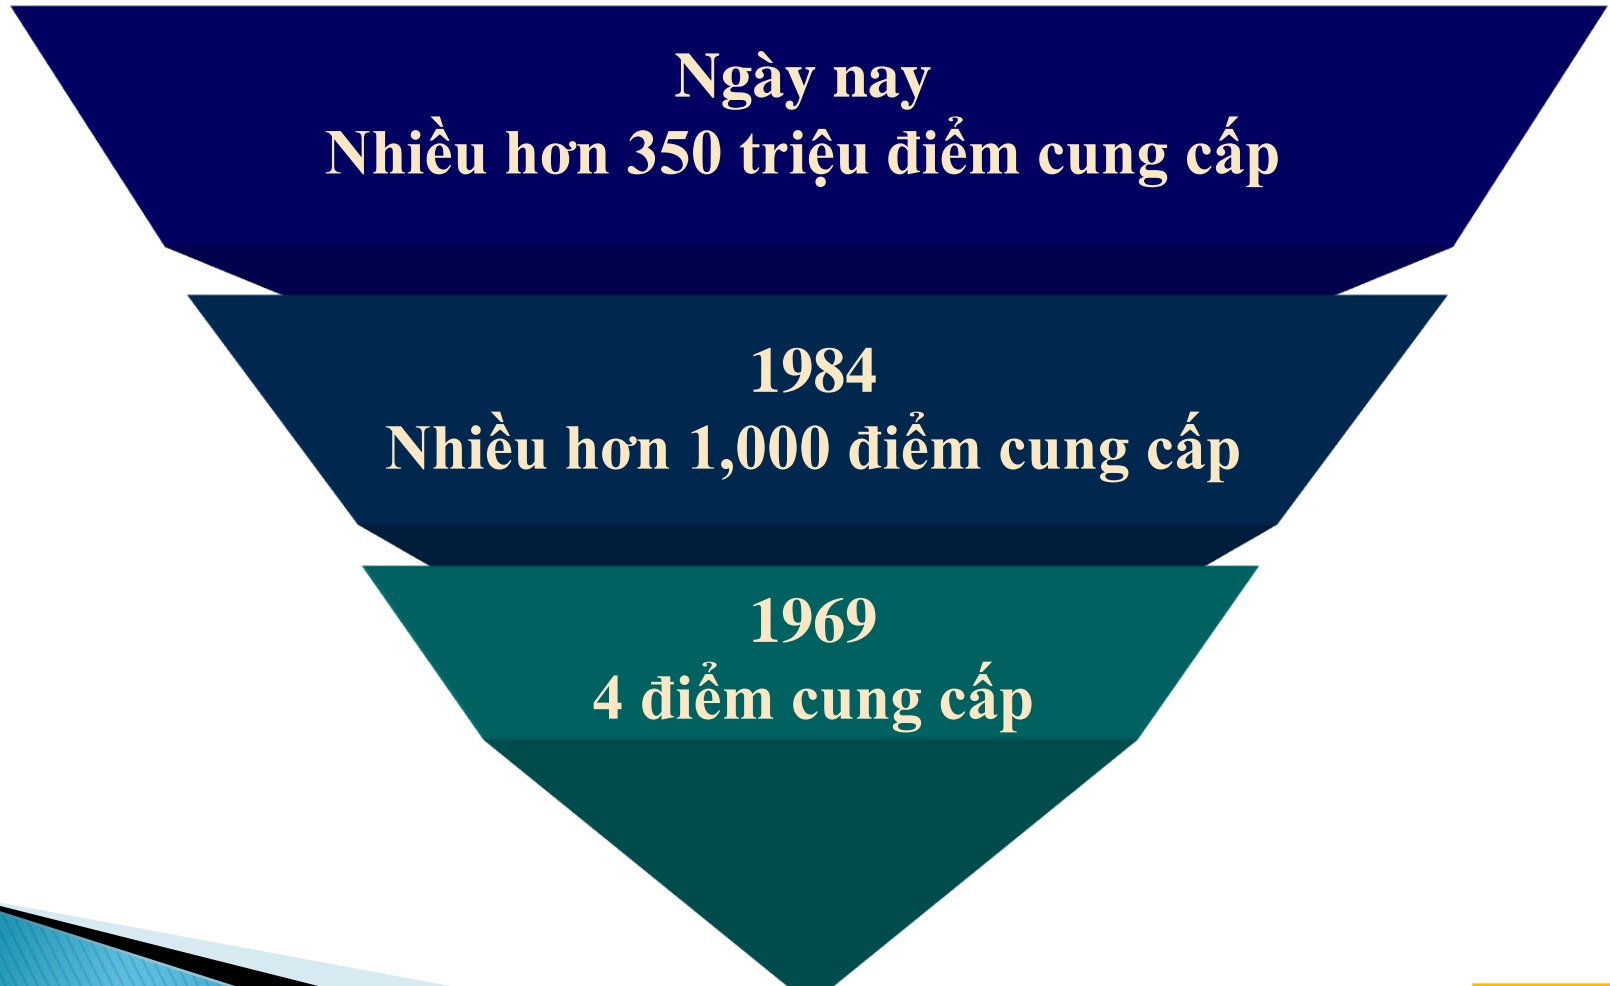 Ngày nay
Nhiều hơn 350 triệu điểm cung cấp
1984
Nhiều hơn 1,000 điểm cung cấp
1969
4 điểm cung cấp